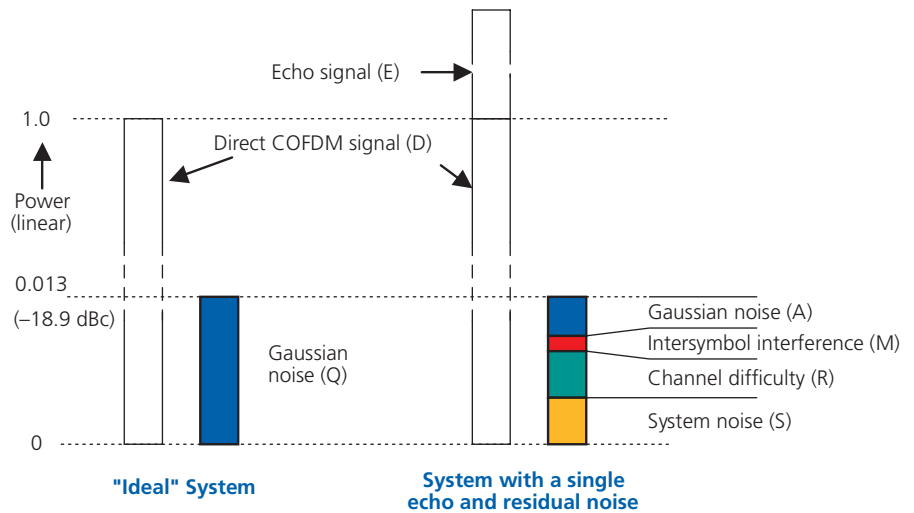 Echo signal (E)
1.0
Direct COFDM signal (D)
Power
(linear)
0.013
(–18.9 dBc)
Gaussian
noise (Q)
Gaussian noise (A)
Intersymbol interference (M)
Channel difficulty (R)
System noise (S)
0
"Ideal" System
System with a single
echo and residual noise